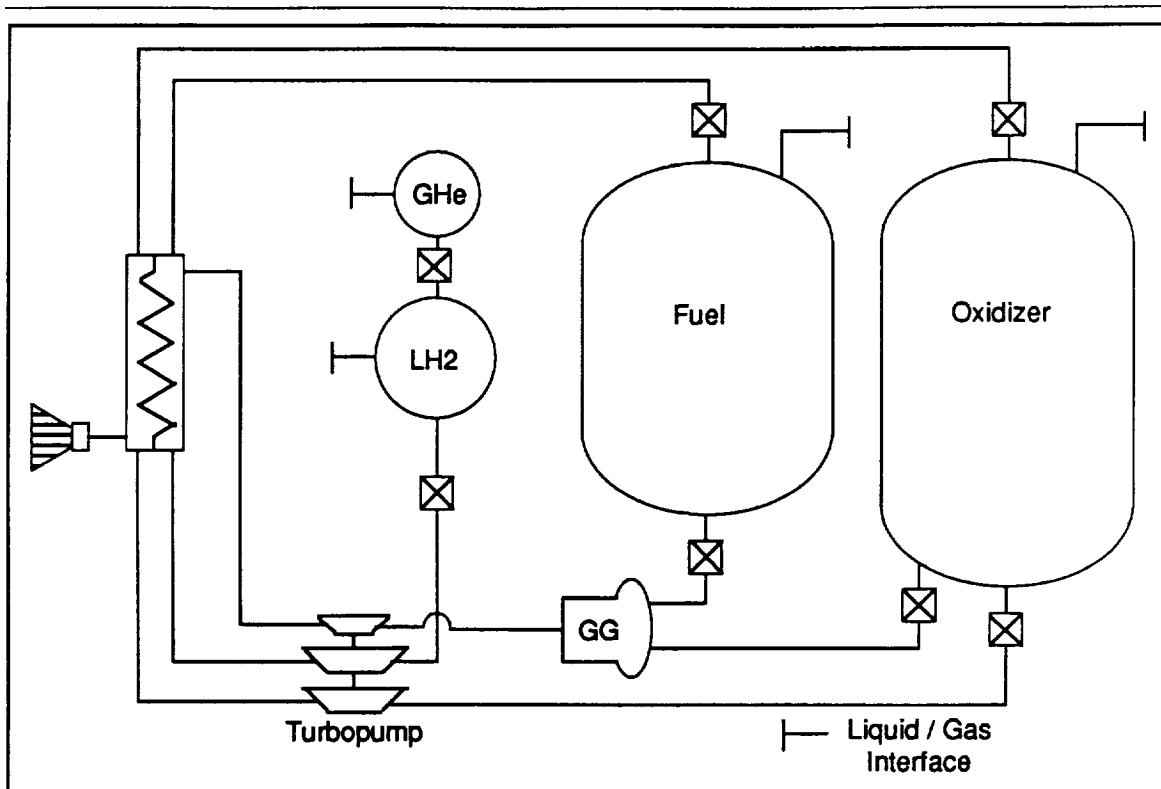 GHe
LH2
Fuel
Oxidizer
GG
Turbopump
Liquid / Gas
Interface